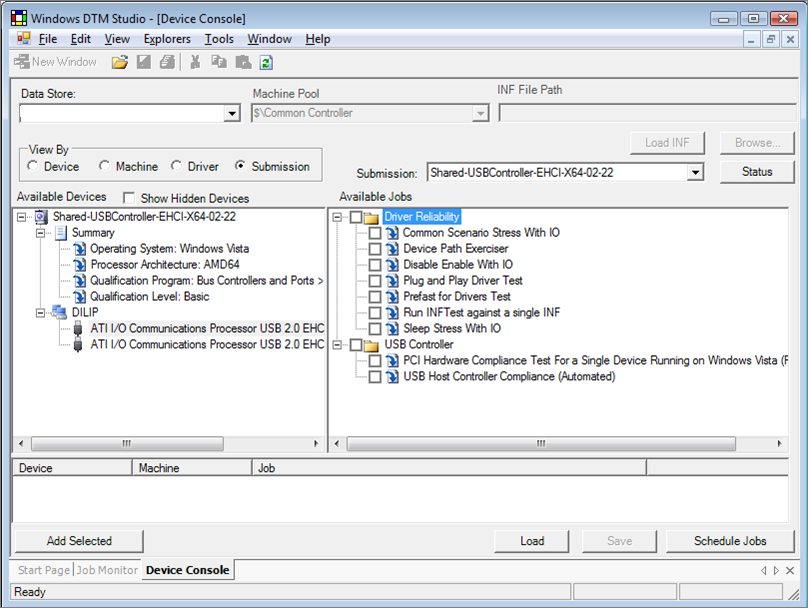 Windows DTM Studio - [Device Console]
File Edit View Explorers Tools Window Help
New Window
Data Store: Machine Pool INF File Path
$\Common Controller
Load INF Browse...
View By
Device Machine Driver Submission
Submission: Shared-USBController-EHCI-X64-02-22 Status
Available Devices Show Hidden Devices Available Jobs
Shared-USBController-EHCI-X64-02-22
Summary
Operating System: Windows Vista
Processor Architecture: AMD64
Qualification Program: Bus Controllers and Ports >
Qualification Level: Basic
DILIP
ATI I/O Communications Processor USB 2.0 EHC
ATI I/O Communications Processor USB 2.0 EHC
Driver Reliability
Common Scenario Stress With IO
Device Path Exerciser
Disable Enable With IO
Plug and Play Driver Test
Prefast for Drivers Test
Run INFTest against a single INF
Sleep Stress With IO
USB Controller
PCI Hardware Compliance Test For a Single Device Running on Windows Vista (F
USB Host Controller Compliance (Automated)
Device Machine Job
Add Selected Load Save Schedule Jobs
Start Page Job Monitor Device Console
Ready